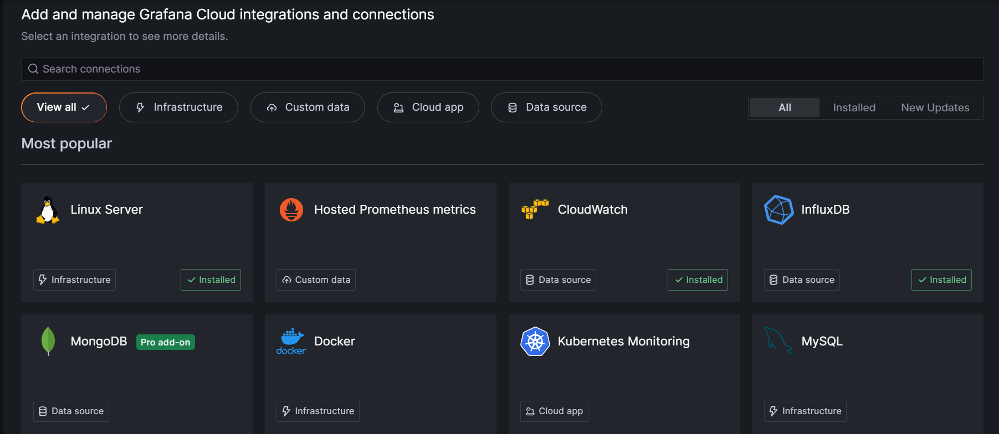 Add and manage Grafana Cloud integrations and connections
Select an integration to see more details.
Search connections
View all
Infrastructure
Custom data
Cloud app
Data source
All
Installed
New Updates
Most popular
Linux Server
Infrastructure
Installed
Hosted Prometheus metrics
Custom data
CloudWatch
Data source
Installed
InfluxDB
Data source
Installed
MongoDB
Pro add-on
Data source
docker
Docker
Infrastructure
Kubernetes Monitoring
Cloud app
MySQL
Infrastructure